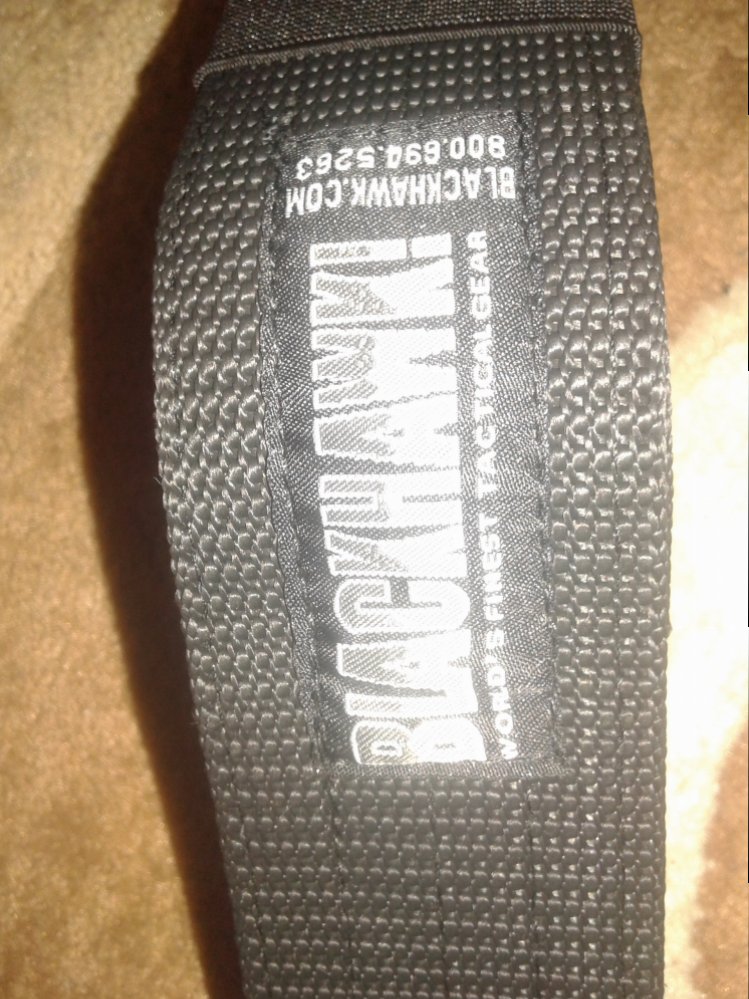 BLACKHAWK!
WORLD'S FINEST TACTICAL GEAR
BLACKHAWK.COM
800.694.5263